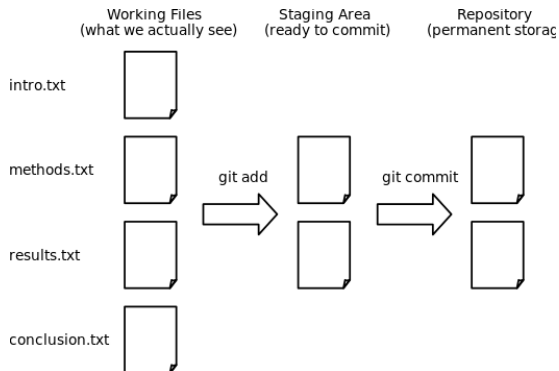 Working Files
(what we actually see)
Staging Area
(ready to commit)
Repository
(permanent storag
intro.txt
methods.txt
git add
git commit
results.txt
conclusion.txt